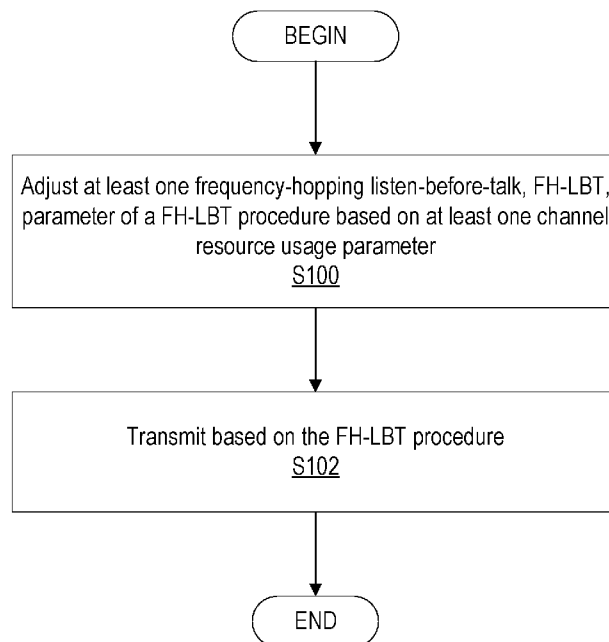 BEGIN
Adjust at least one frequency-hopping listen-before-talk, FH-LBT,
parameter of a FH-LBT procedure based on at least one channel
resource usage parameter
S100
Transmit based on the FH-LBT procedure
S102
END